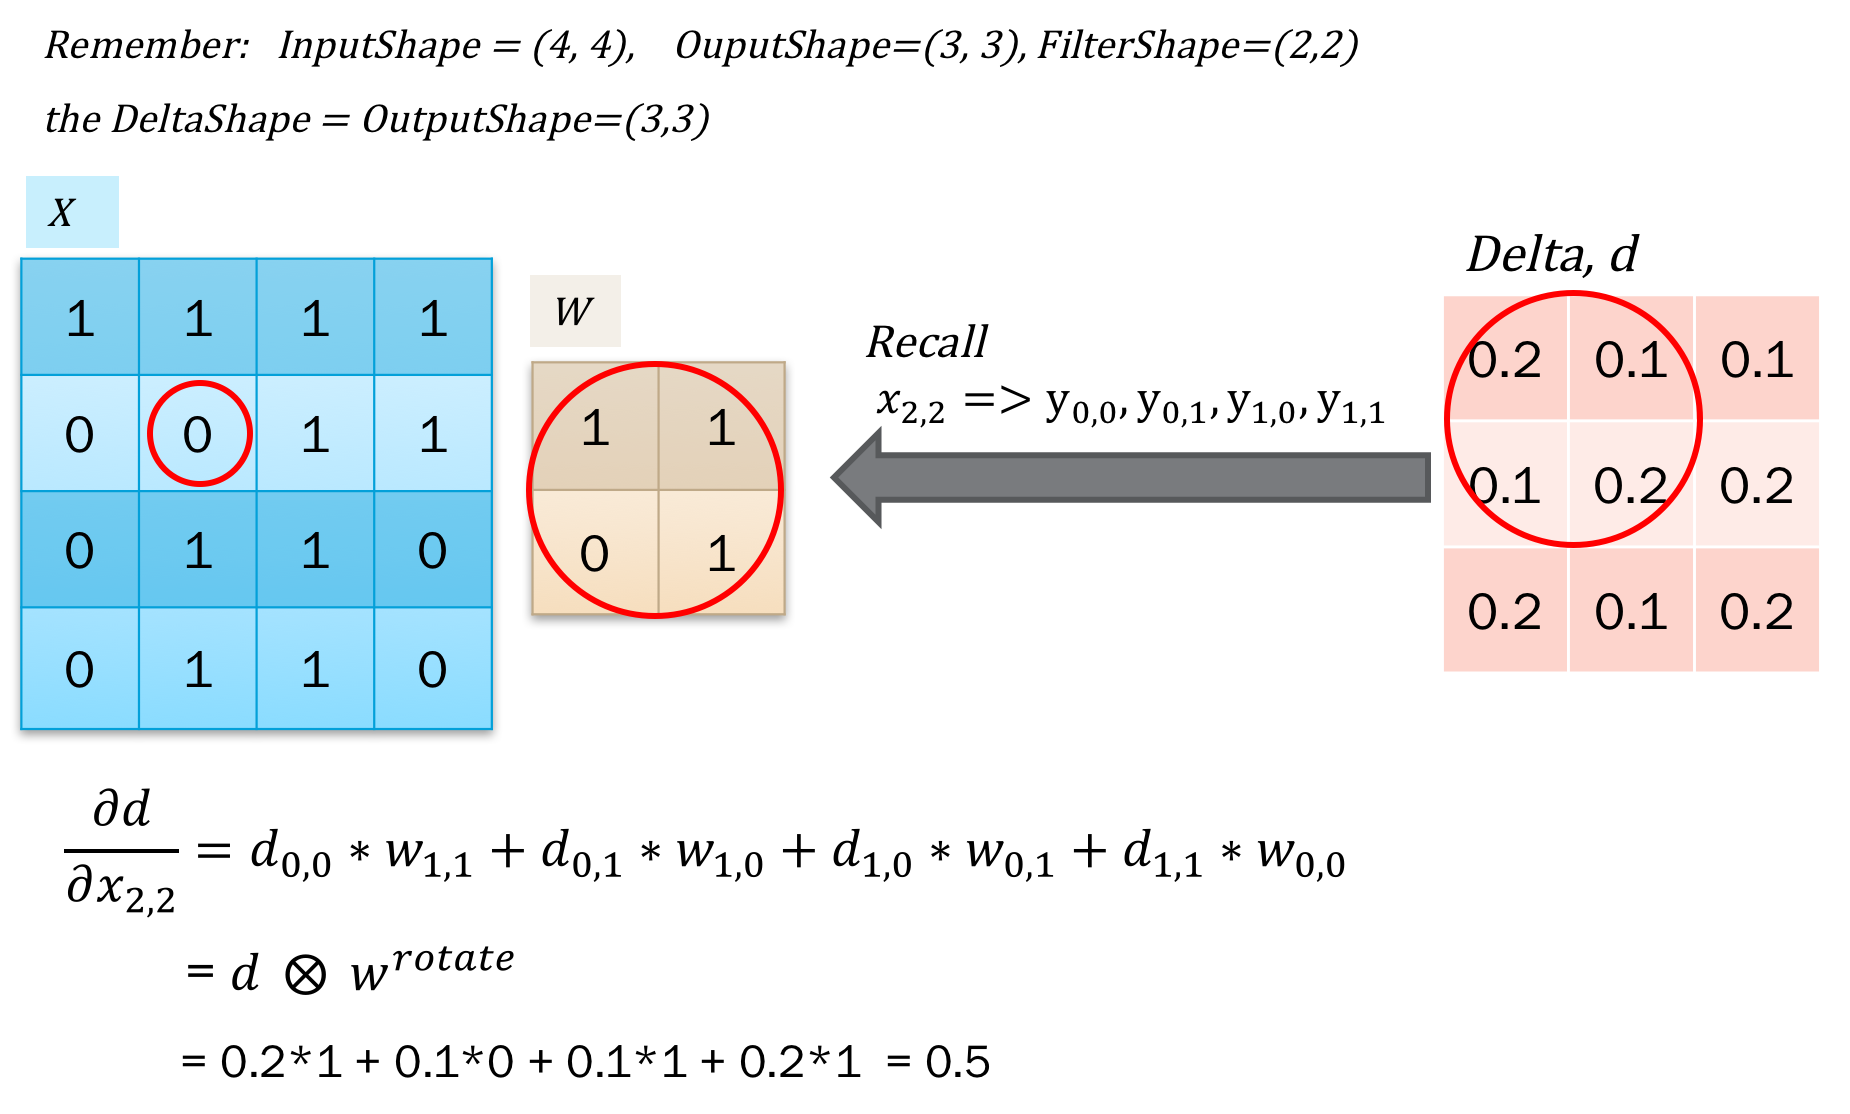 Remember: InputShape = (4, 4), OuputShape=(3, 3), FilterShape=(2,2)
the DeltaShape = OutputShape=(3,3)
X
1 1 1 1
0 0 1 1
0 1 1 0
0 1 1 0
W
1 1
0 1
Recall
x_{2,2} => y_{0,0}, y_{0,1}, y_{1,0}, y_{1,1}
Delta, d
0.2 0.1 0.1
0.1 0.2 0.2
0.2 0.1 0.2
∂d/∂x_{2,2} = d_{0,0} * w_{1,1} + d_{0,1} * w_{1,0} + d_{1,0} * w_{0,1} + d_{1,1} * w_{0,0}
= d ⊗ w^{rotate}
= 0.2*1 + 0.1*0 + 0.1*1 + 0.2*1 = 0.5